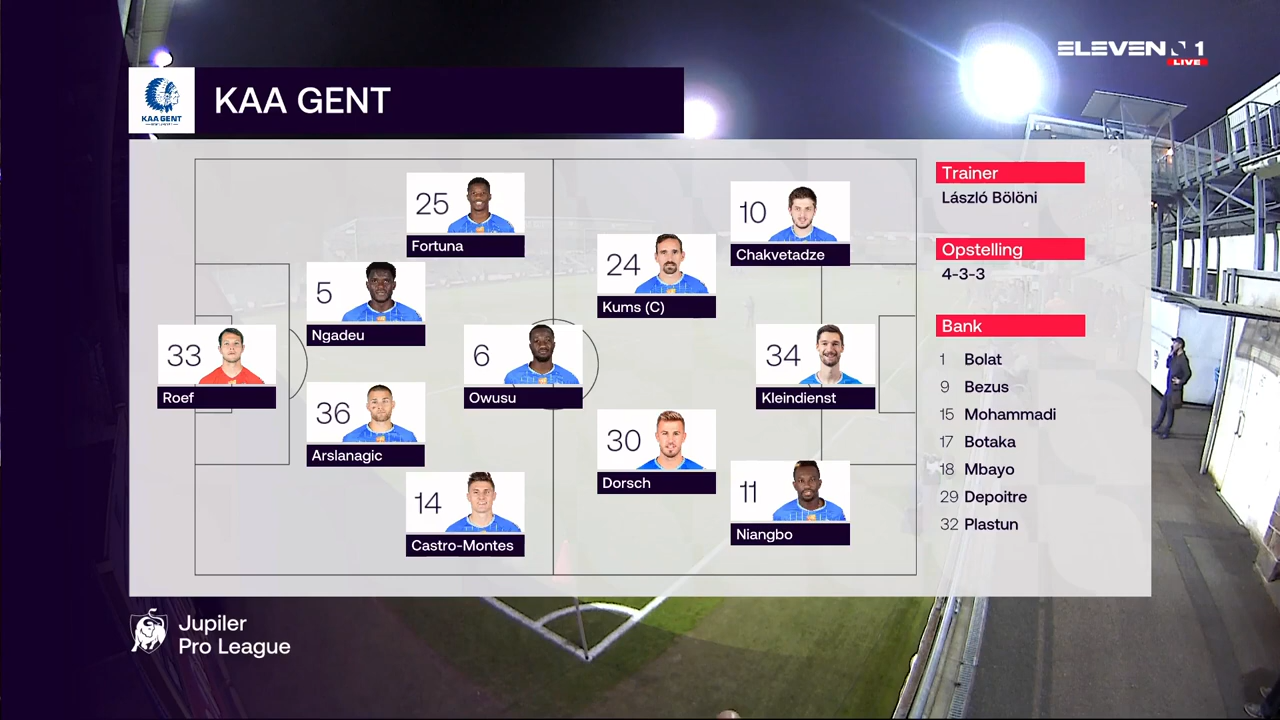 ELEVEN 1
LIVE
KAA GENT
KAA GENT
25
Fortuna
10
Chakvetadze
24
Kums (C)
5
Ngadeu
33
Roef
6
Owusu
34
Kleindienst
36
Arslanagic
30
Dorsch
14
Castro-Montes
11
Niangbo
Trainer
László Bölöni
Opstelling
4-3-3
Bank
1 Bolat
9 Bezus
15 Mohammadi
17 Botaka
18 Mbayo
29 Depoitre
32 Plastun
Jupiler
Pro League